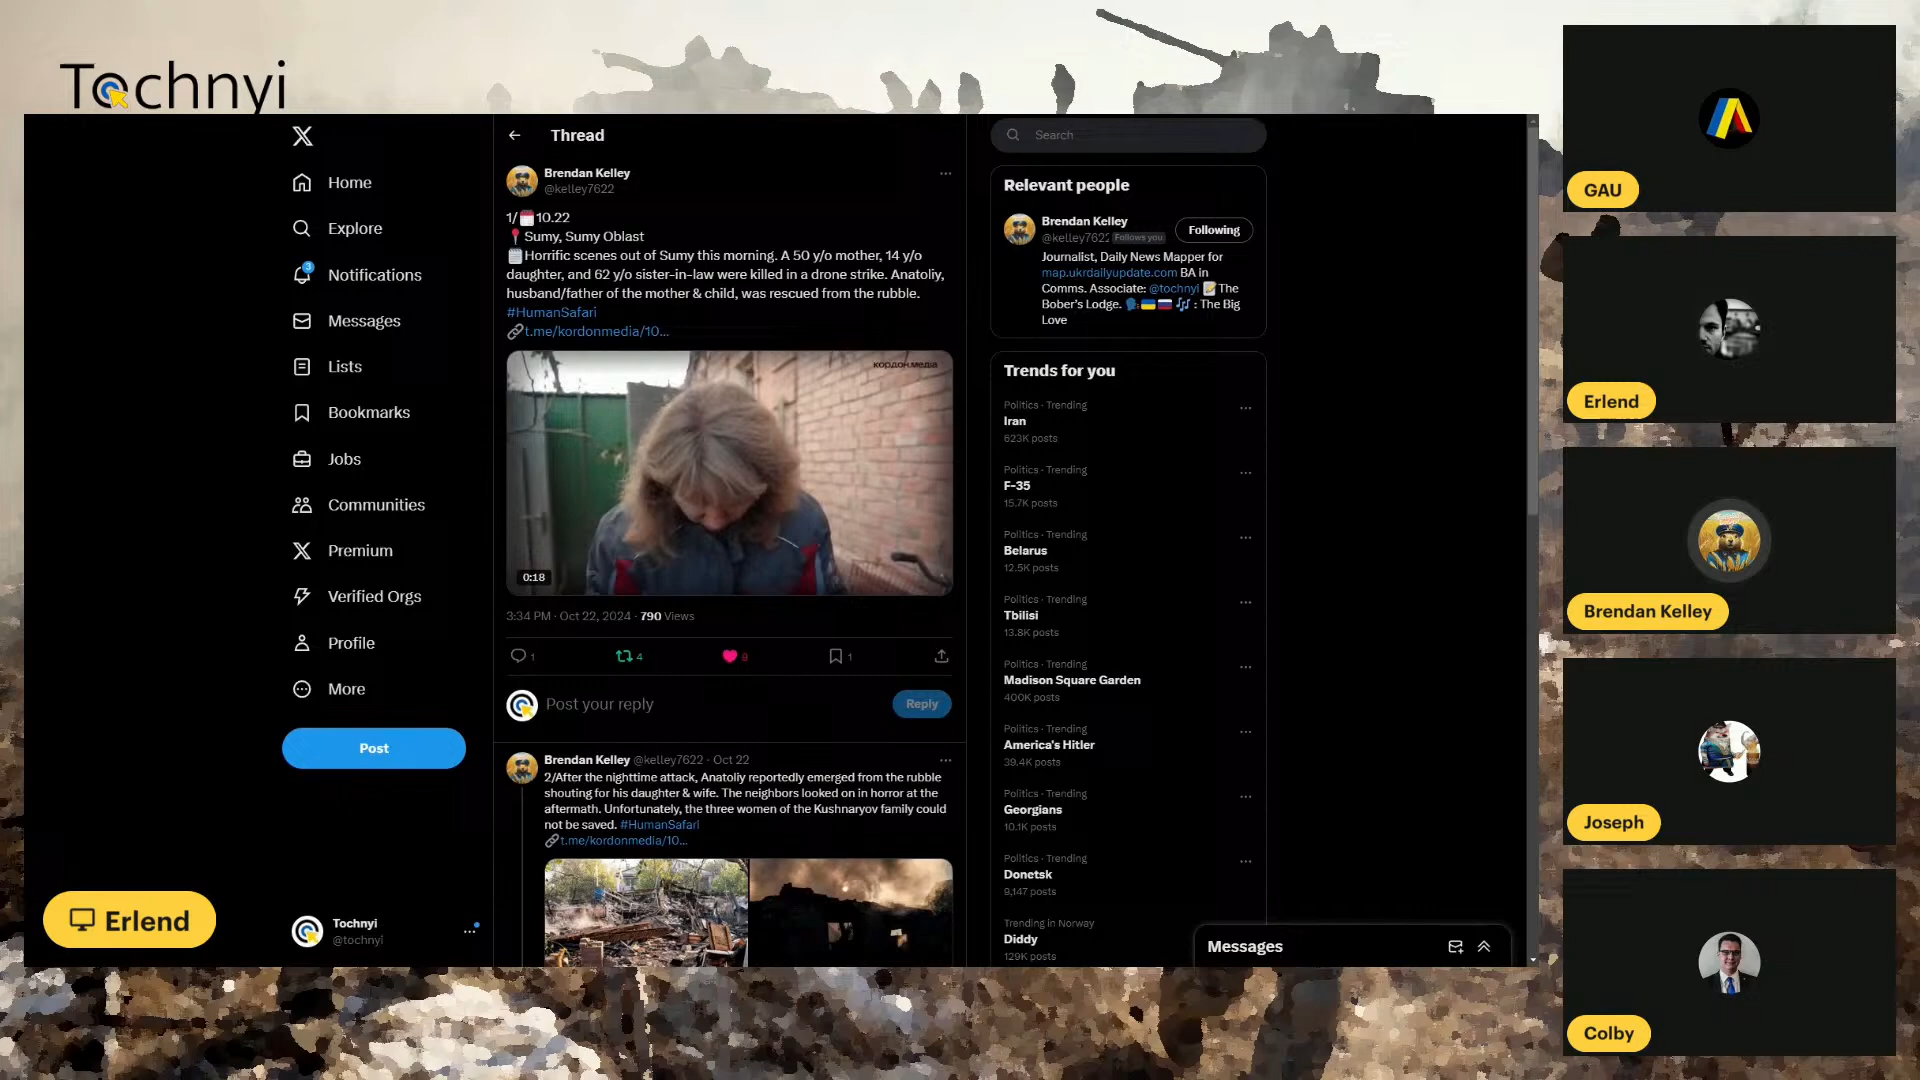 Tochnyi
Home
Explore
3
Notifications
Messages
Lists
Bookmarks
Jobs
Communities
Premium
Verified Orgs
Profile
More
Post
Tochnyi
@tochnyi
Erlend
Thread
Brendan Kelley
@kelley7622
1/🗓️10.22
📍Sumy, Sumy Oblast
🗒️Horrific scenes out of Sumy this morning. A 50 y/o mother, 14 y/o
daughter, and 62 y/o sister-in-law were killed in a drone strike. Anatoliy,
husband/father of the mother & child, was rescued from the rubble.
#HumanSafari
🔗t.me/kordonmedia/10...
КОРДОН.МЕДІА
0:18
3:34 PM · Oct 22, 2024 · 790 Views
1
4
9
1
Post your reply
Reply
Brendan Kelley @kelley7622 · Oct 22
2/After the nighttime attack, Anatoliy reportedly emerged from the rubble
shouting for his daughter & wife. The neighbors looked on in horror at the
aftermath. Unfortunately, the three women of the Kushnaryov family could
not be saved. #HumanSafari
🔗t.me/kordonmedia/10...
Search
Relevant people
Brendan Kelley
@kelley7622 Follows you
Following
Journalist, Daily News Mapper for
map.ukrdailyupdate.com BA in
Comms. Associate: @tochnyi 📝The
Bober's Lodge. 🗣️🇺🇦🇷🇺 🎶 : The Big
Love
Trends for you
Politics · Trending
Iran
623K posts
Politics · Trending
F-35
15.7K posts
Politics · Trending
Belarus
12.5K posts
Politics · Trending
Tbilisi
13.8K posts
Politics · Trending
Madison Square Garden
400K posts
Politics · Trending
America's Hitler
39.4K posts
Politics · Trending
Georgians
10.1K posts
Politics · Trending
Donetsk
9,147 posts
Trending in Norway
Diddy
129K posts
Messages
GAU
Erlend
Brendan Kelley
Joseph
Colby